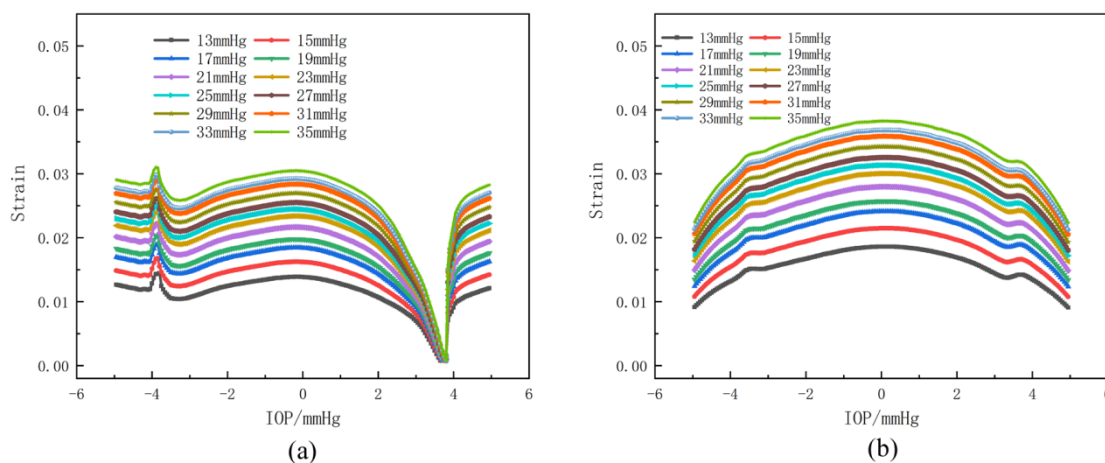 0.05
0.04
0.03
0.02
0.01
0.00
Strain
13mmHg 15mmHg
17mmHg 19mmHg
21mmHg 23mmHg
25mmHg 27mmHg
29mmHg 31mmHg
33mmHg 35mmHg
-6 -4 -2 0 2 4 6
IOP/mmHg
(a)
0.05
0.04
0.03
0.02
0.01
0.00
Strain
13mmHg 15mmHg
17mmHg 19mmHg
21mmHg 23mmHg
25mmHg 27mmHg
29mmHg 31mmHg
33mmHg 35mmHg
-6 -4 -2 0 2 4 6
IOP/mmHg
(b)